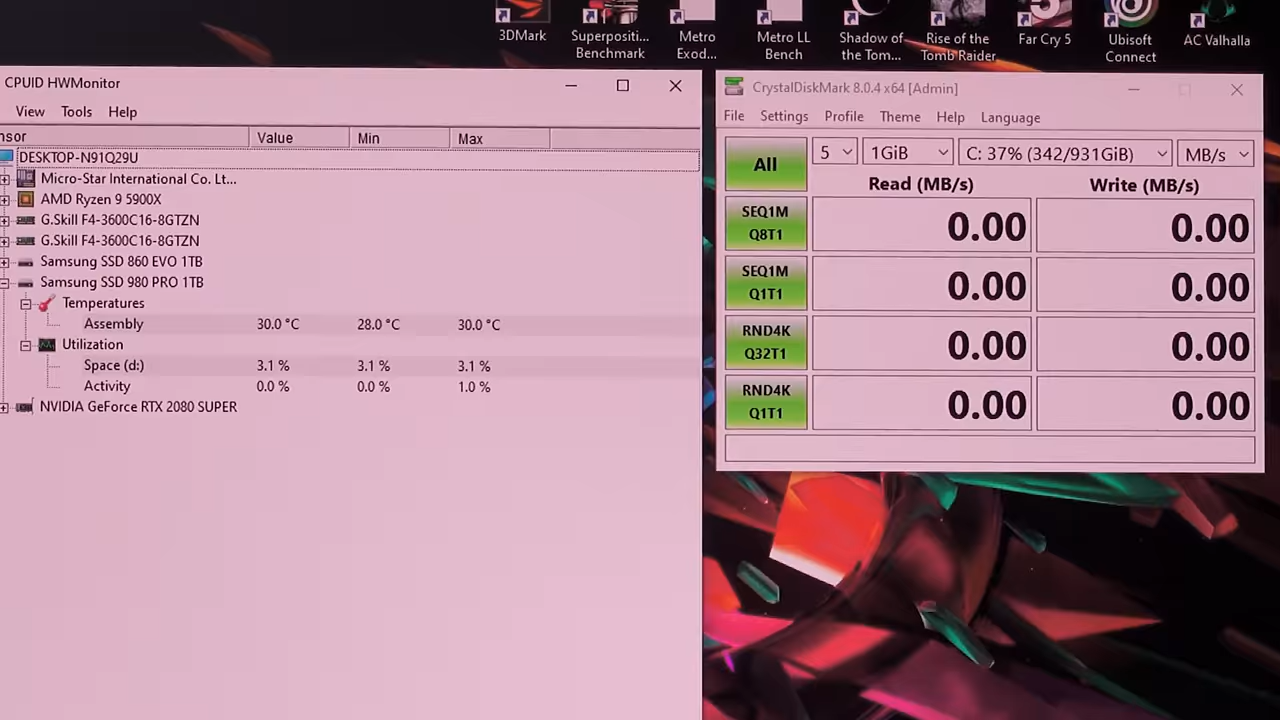 3DMark
Superpositi...
Benchmark
Metro
Exod...
Metro LL
Bench
Shadow of
the Tom...
Rise of the
Tomb Raider
Far Cry 5
Ubisoft
Connect
AC Valhalla
CPUID HWMonitor
View Tools Help
nsor Value Min Max
DESKTOP-N91Q29U
Micro-Star International Co. Lt...
AMD Ryzen 9 5900X
G.Skill F4-3600C16-8GTZN
G.Skill F4-3600C16-8GTZN
Samsung SSD 860 EVO 1TB
Samsung SSD 980 PRO 1TB
Temperatures
Assembly 30.0 °C 28.0 °C 30.0 °C
Utilization
Space (d:) 3.1 % 3.1 % 3.1 %
Activity 0.0 % 0.0 % 1.0 %
NVIDIA GeForce RTX 2080 SUPER
CrystalDiskMark 8.0.4 x64 [Admin]
File Settings Profile Theme Help Language
All 5 1GiB C: 37% (342/931GiB) MB/s
Read (MB/s) Write (MB/s)
SEQ1M
Q8T1
0.00 0.00
SEQ1M
Q1T1
0.00 0.00
RND4K
Q32T1
0.00 0.00
RND4K
Q1T1
0.00 0.00